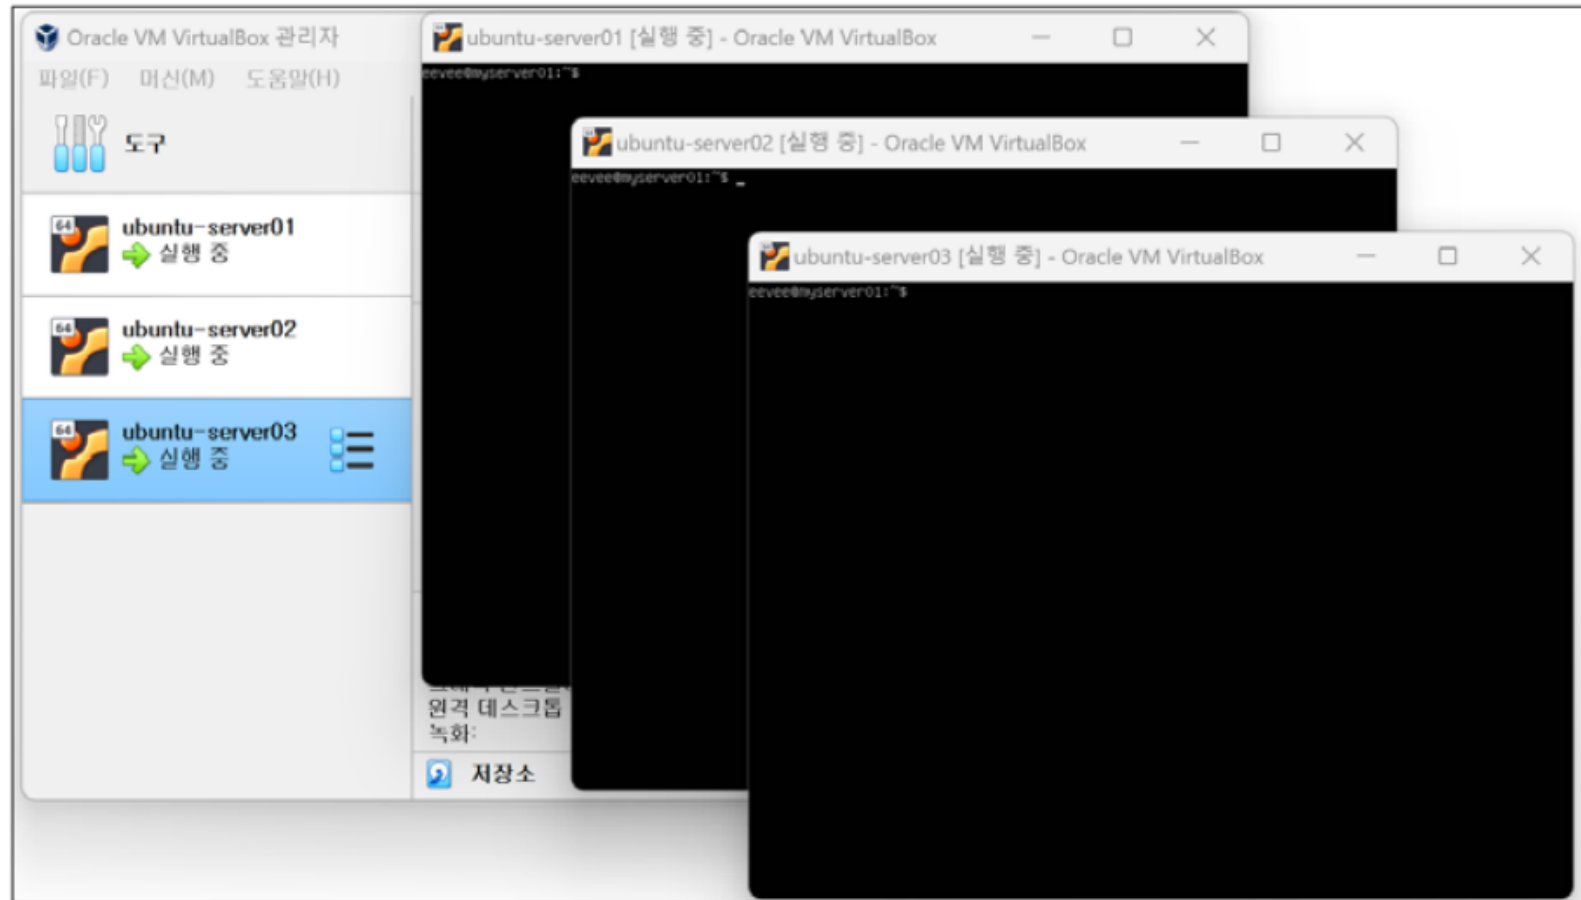 Oracle VM VirtualBox 관리자
파일(F) 머신(M) 도움말(H)
도구
64
ubuntu-server01
실행 중
64
ubuntu-server02
실행 중
64
ubuntu-server03
실행 중
원격 데스크톱
녹화:
저장소
ubuntu-server01 [실행 중] - Oracle VM VirtualBox
eevee@myserver01:~$
ubuntu-server02 [실행 중] - Oracle VM VirtualBox
eevee@myserver01:~$ _
ubuntu-server03 [실행 중] - Oracle VM VirtualBox
eevee@myserver01:~$